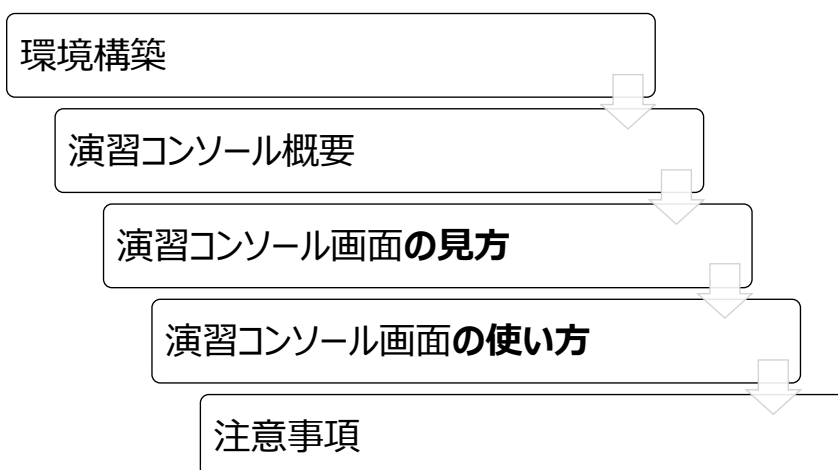 環境構築
演習コンソール概要
演習コンソール画面の見方
演習コンソール画面の使い方
注意事項